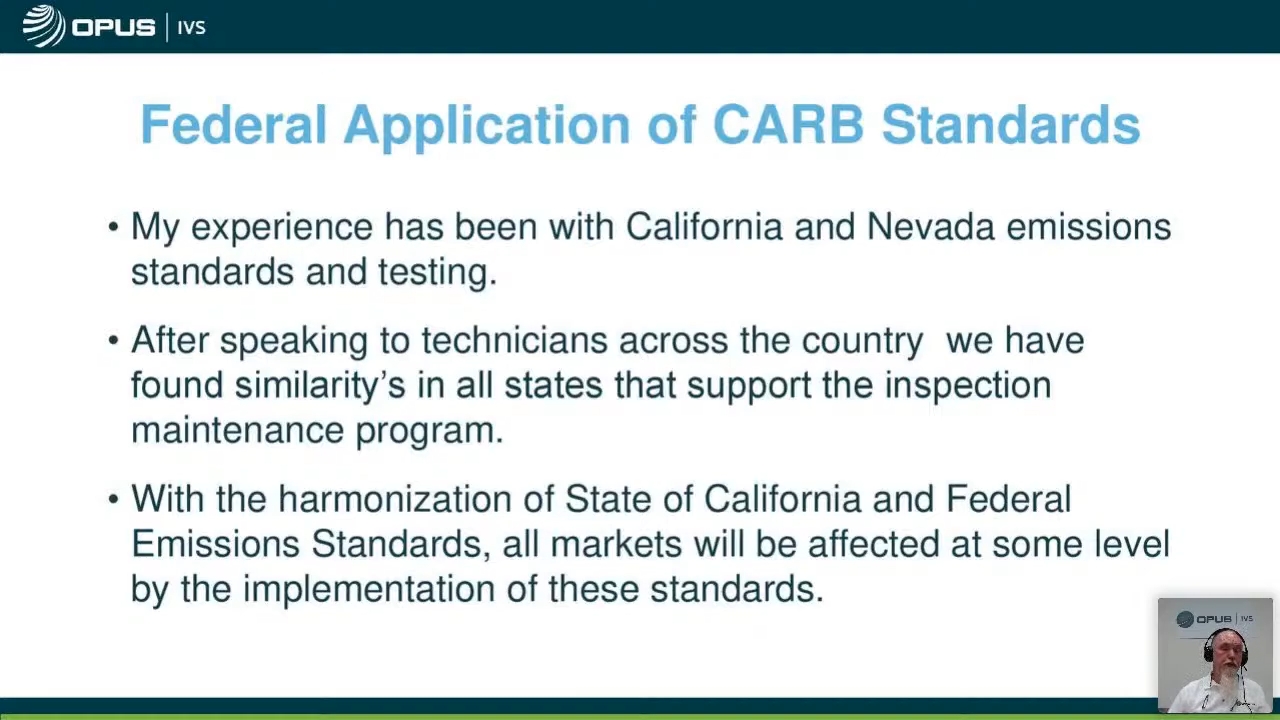 OPUS IVS
Federal Application of CARB Standards
• My experience has been with California and Nevada emissions
standards and testing.
• After speaking to technicians across the country we have
found similarity's in all states that support the inspection
maintenance program.
• With the harmonization of State of California and Federal
Emissions Standards, all markets will be affected at some level
by the implementation of these standards.
OPUS IVS